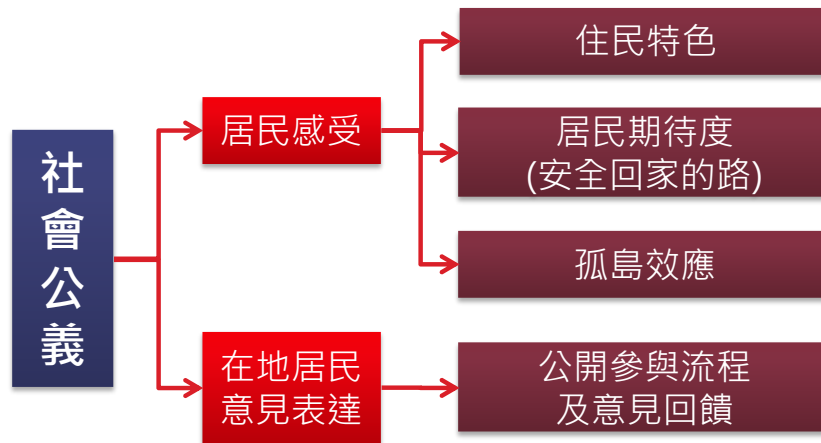 社會公義
居民感受
住民特色
居民期待度
(安全回家的路)
孤島效應
在地居民
意見表達
公開參與流程
及意見回饋